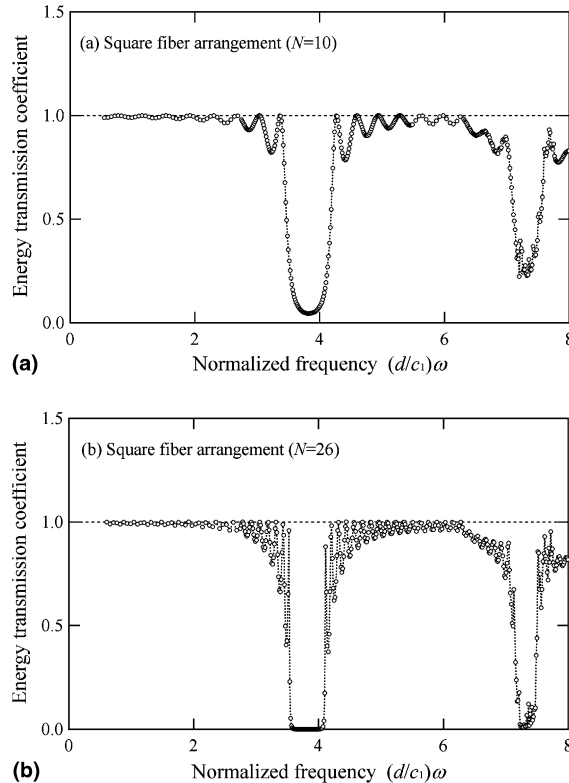 1.5
(a) Square fiber arrangement (N=10)
1.0
0.5
0.0
Energy transmission coefficient
0 2 4 6 8
(a)
Normalized frequency (d/c₁)ω
1.5
(b) Square fiber arrangement (N=26)
1.0
0.5
0.0
Energy transmission coefficient
0 2 4 6 8
(b)
Normalized frequency (d/c₁)ω